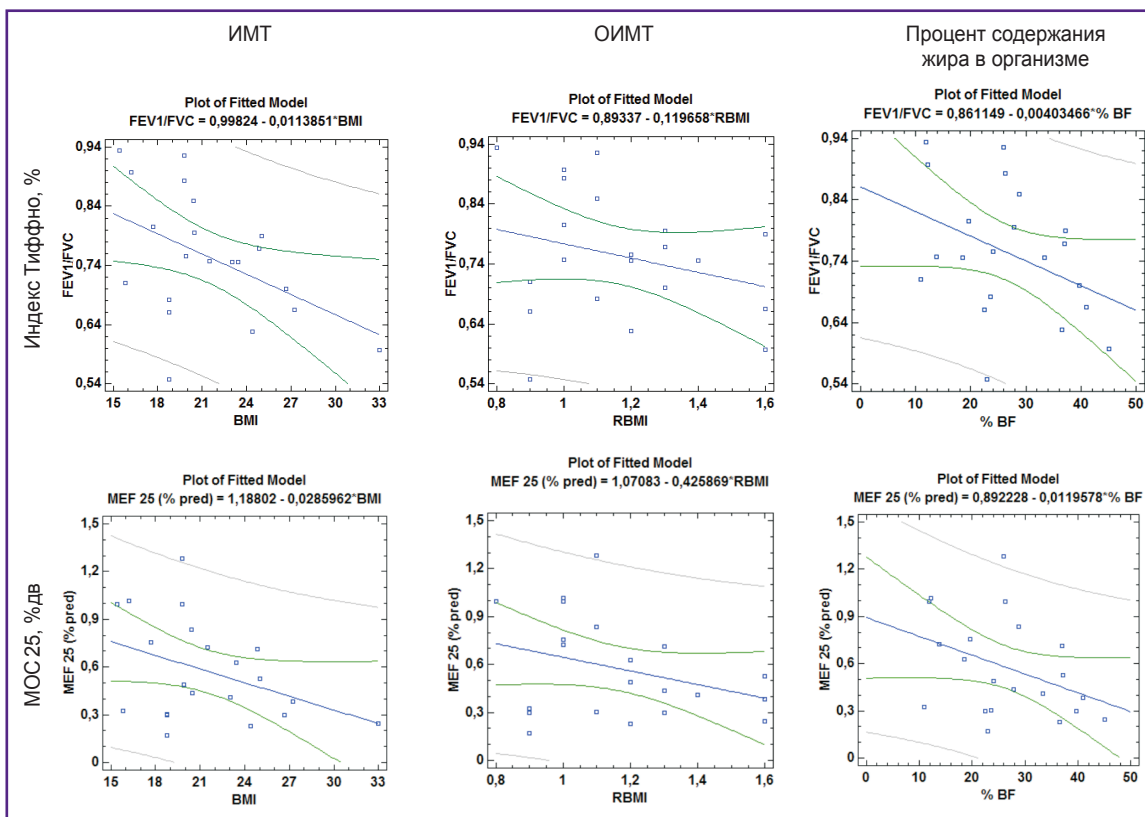 ИМТ
ОИМТ
Процент содержания
жира в организме
Индекс Тиффно, %
Plot of Fitted Model
FEV1/FVC = 0,99824 - 0,0113851*BMI
FEV1/FVC
0,94
0,84
0,74
0,64
0,54
15 18 21 24 27 30 33
BMI
Plot of Fitted Model
FEV1/FVC = 0,89337 - 0,119658*RBMI
FEV1/FVC
0,94
0,84
0,74
0,64
0,54
0,8 1 1,2 1,4 1,6
RBMI
Plot of Fitted Model
FEV1/FVC = 0,861149 - 0,00403466*% BF
FEV1/FVC
0,94
0,84
0,74
0,64
0,54
0 10 20 30 40 50
% BF
МОС 25, %дв
Plot of Fitted Model
MEF 25 (% pred) = 1,18802 - 0,0285962*BMI
MEF 25 (% pred)
1,5
1,2
0,9
0,6
0,3
0
15 18 21 24 27 30 33
BMI
Plot of Fitted Model
MEF 25 (% pred) = 1,07083 - 0,425869*RBMI
MEF 25 (% pred)
1,5
1,2
0,9
0,6
0,3
0
0,8 1 1,2 1,4 1,6
RBMI
Plot of Fitted Model
MEF 25 (% pred) = 0,892228 - 0,0119578*% BF
MEF 25 (% pred)
1,5
1,2
0,9
0,6
0,3
0
0 10 20 30 40 50
% BF